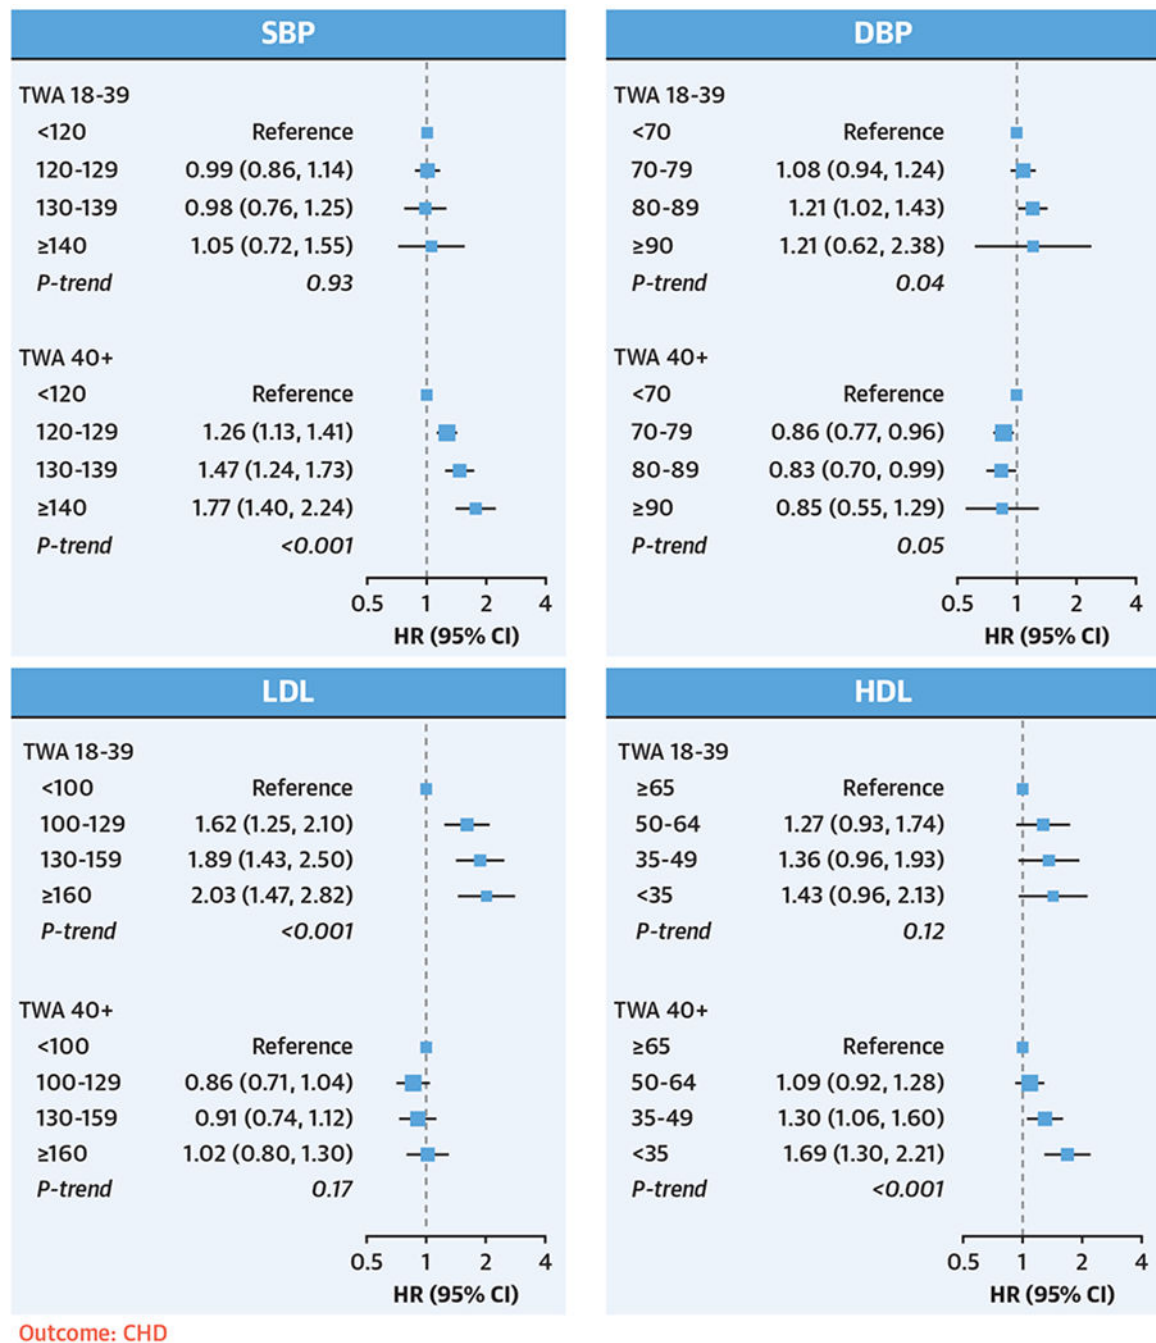 SBP
TWA 18-39
<120 Reference
120-129 0.99 (0.86, 1.14)
130-139 0.98 (0.76, 1.25)
≥140 1.05 (0.72, 1.55)
P-trend 0.93
TWA 40+
<120 Reference
120-129 1.26 (1.13, 1.41)
130-139 1.47 (1.24, 1.73)
≥140 1.77 (1.40, 2.24)
P-trend <0.001
0.5 1 2 4
HR (95% CI)
DBP
TWA 18-39
<70 Reference
70-79 1.08 (0.94, 1.24)
80-89 1.21 (1.02, 1.43)
≥90 1.21 (0.62, 2.38)
P-trend 0.04
TWA 40+
<70 Reference
70-79 0.86 (0.77, 0.96)
80-89 0.83 (0.70, 0.99)
≥90 0.85 (0.55, 1.29)
P-trend 0.05
0.5 1 2 4
HR (95% CI)
LDL
TWA 18-39
<100 Reference
100-129 1.62 (1.25, 2.10)
130-159 1.89 (1.43, 2.50)
≥160 2.03 (1.47, 2.82)
P-trend <0.001
TWA 40+
<100 Reference
100-129 0.86 (0.71, 1.04)
130-159 0.91 (0.74, 1.12)
≥160 1.02 (0.80, 1.30)
P-trend 0.17
0.5 1 2 4
HR (95% CI)
HDL
TWA 18-39
≥65 Reference
50-64 1.27 (0.93, 1.74)
35-49 1.36 (0.96, 1.93)
<35 1.43 (0.96, 2.13)
P-trend 0.12
TWA 40+
≥65 Reference
50-64 1.09 (0.92, 1.28)
35-49 1.30 (1.06, 1.60)
<35 1.69 (1.30, 2.21)
P-trend <0.001
0.5 1 2 4
HR (95% CI)
Outcome: CHD